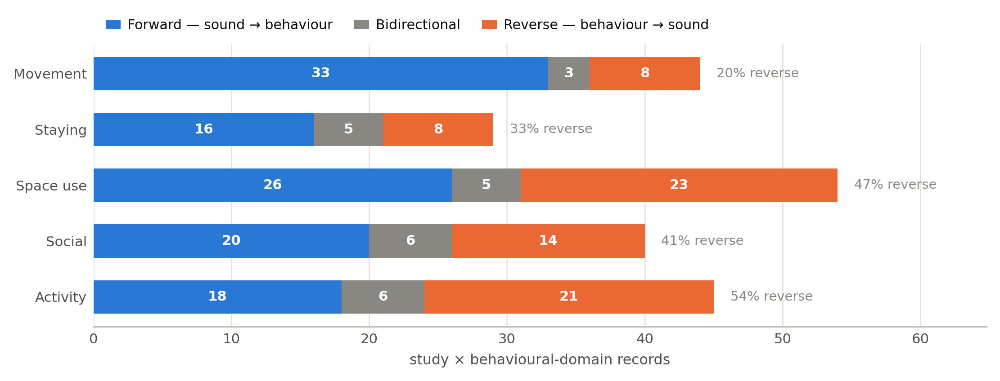 Forward — sound → behaviour Bidirectional Reverse — behaviour → sound
Movement 33 3 8 20% reverse
Staying 16 5 8 33% reverse
Space use 26 5 23 47% reverse
Social 20 6 14 41% reverse
Activity 18 6 21 54% reverse
0 10 20 30 40 50 60
study × behavioural-domain records